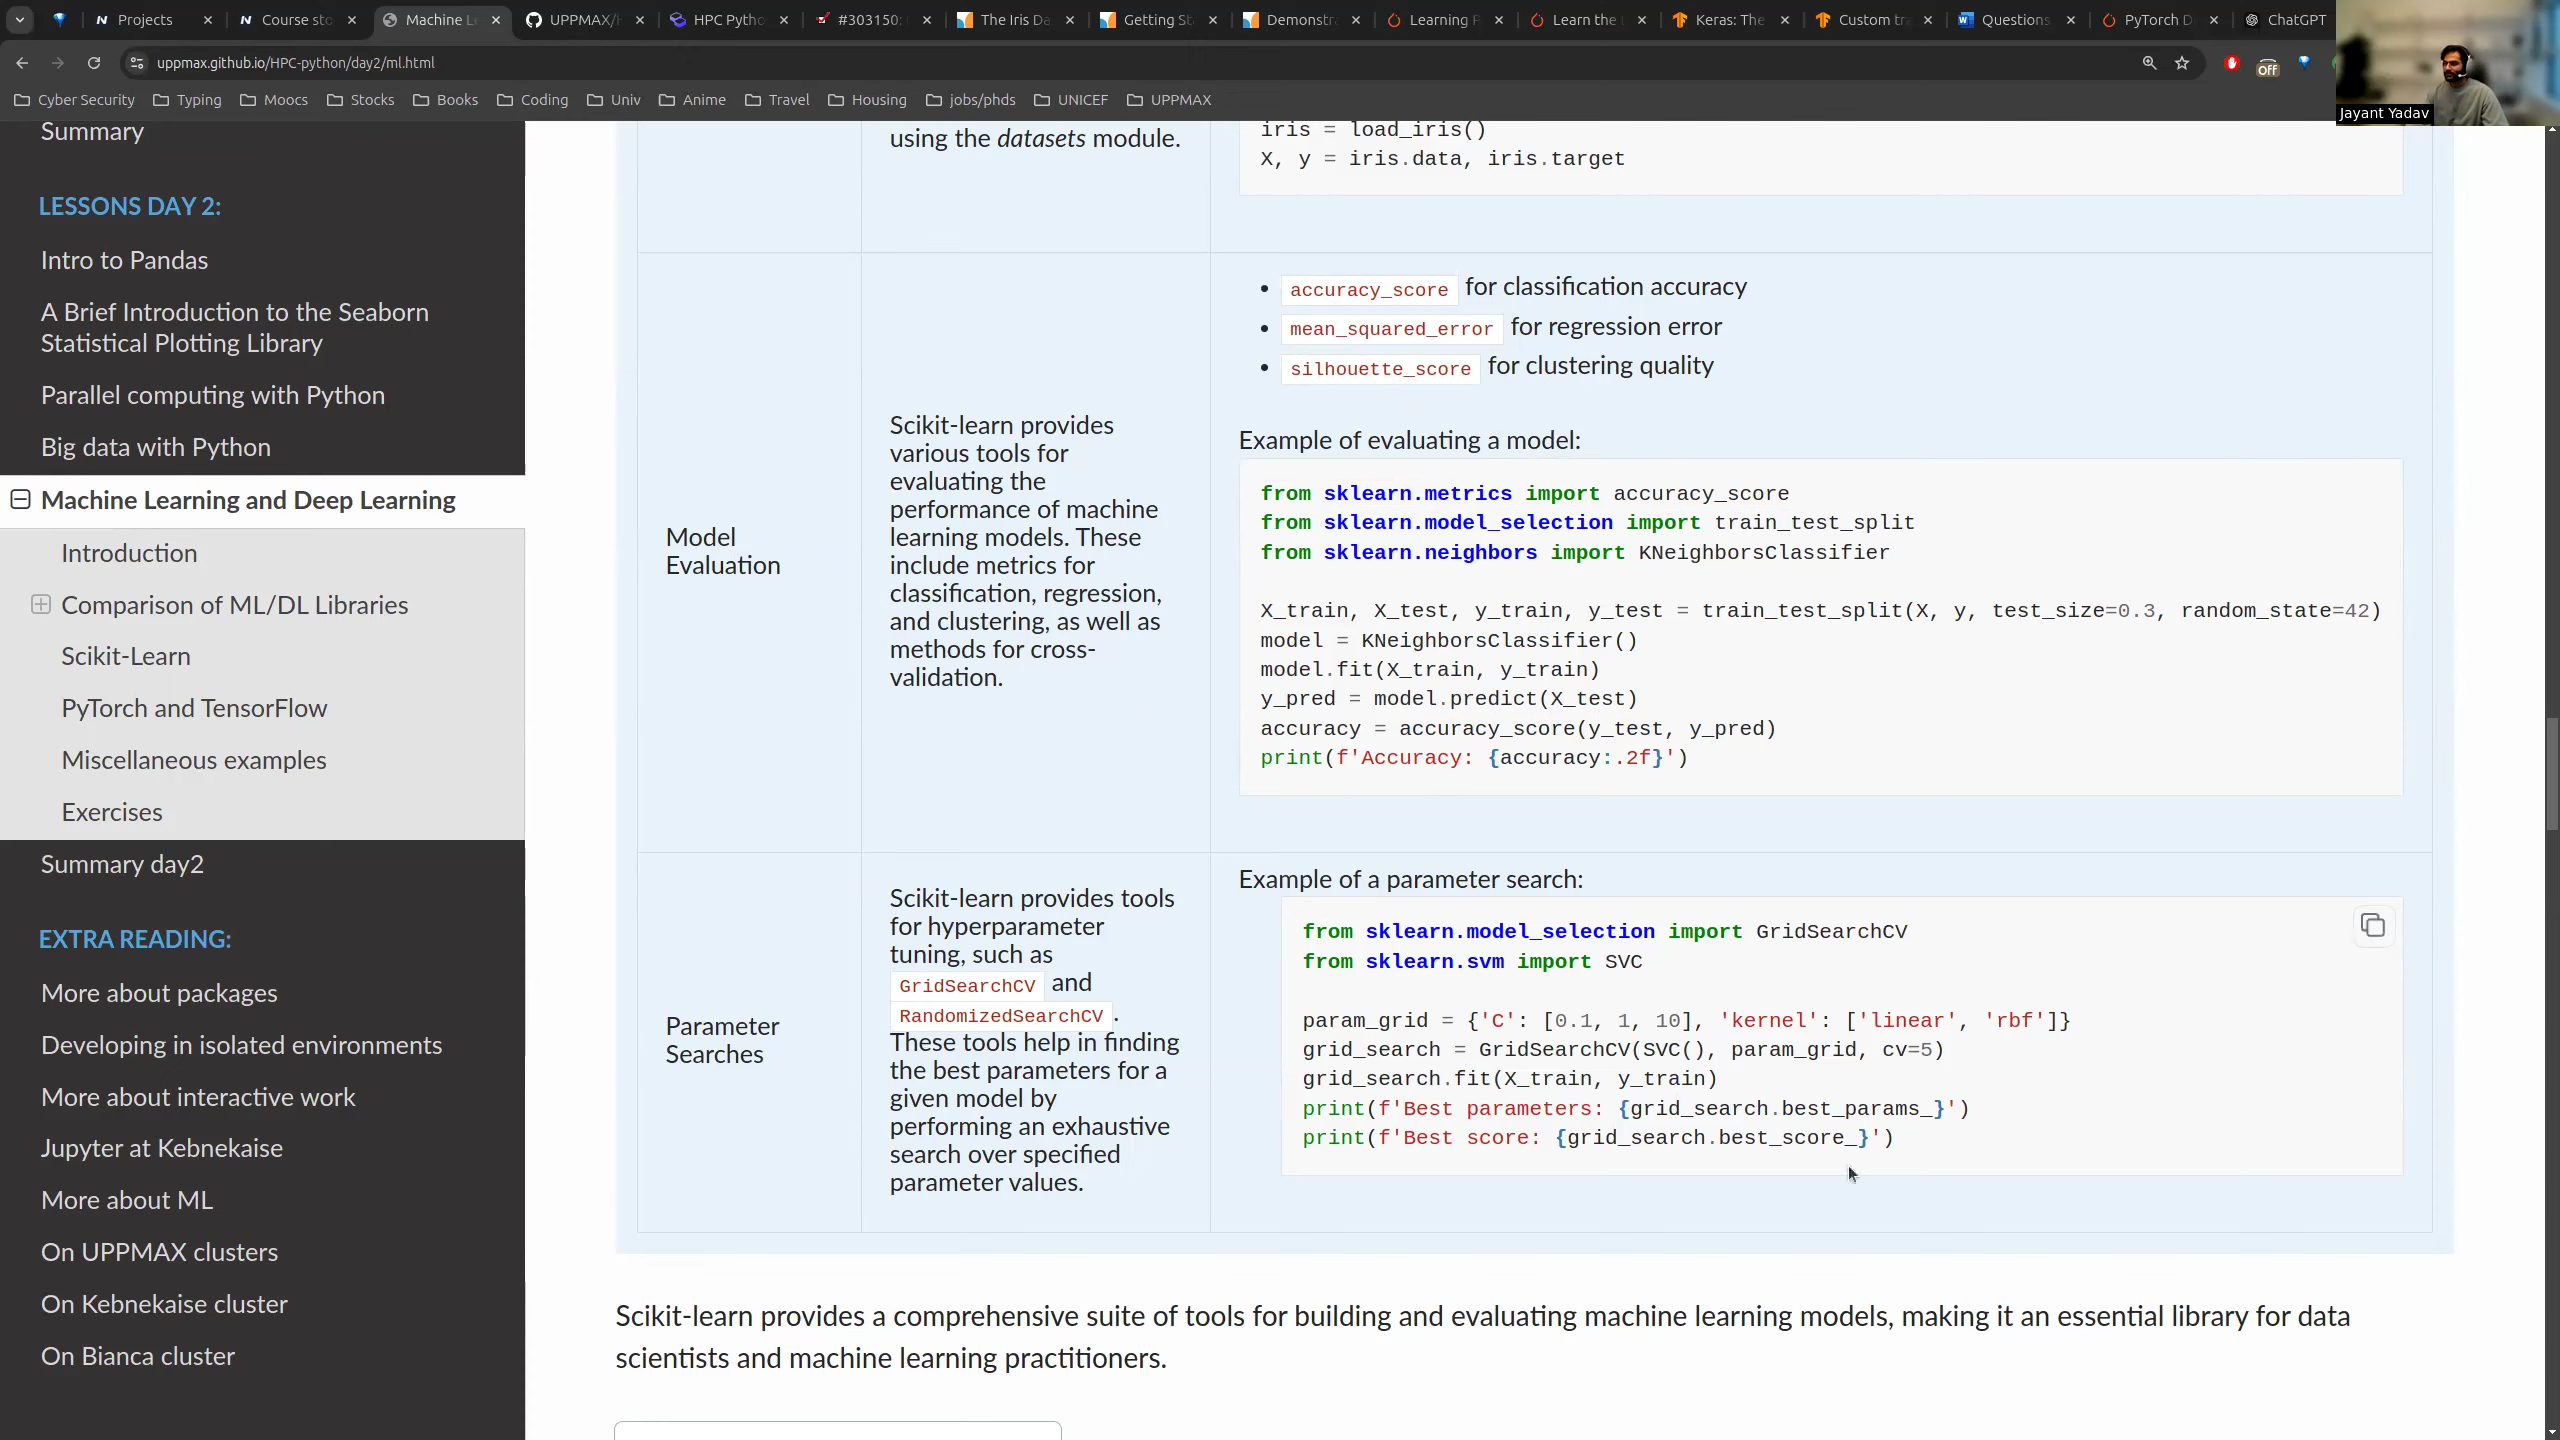 Projects
Course sto
Machine L
UPPMAX/H
HPC Pytho
#303150:
The Iris Da
Getting St
Demonstr
Learning P
Learn the
Keras: The
Custom tr
Questions
PyTorch D
ChatGPT
uppmax.github.io/HPC-python/day2/ml.html
Off
Cyber Security
Typing
Moocs
Stocks
Books
Coding
Univ
Anime
Travel
Housing
jobs/phds
UNICEF
UPPMAX
Jayant Yadav
Summary
LESSONS DAY 2:
Intro to Pandas
A Brief Introduction to the Seaborn
Statistical Plotting Library
Parallel computing with Python
Big data with Python
Machine Learning and Deep Learning
Introduction
Comparison of ML/DL Libraries
Scikit-Learn
PyTorch and TensorFlow
Miscellaneous examples
Exercises
Summary day2
EXTRA READING:
More about packages
Developing in isolated environments
More about interactive work
Jupyter at Kebnekaise
More about ML
On UPPMAX clusters
On Kebnekaise cluster
On Bianca cluster
using the datasets module.
iris = load_iris()
X, y = iris.data, iris.target
Model
Evaluation
Scikit-learn provides
various tools for
evaluating the
performance of machine
learning models. These
include metrics for
classification, regression,
and clustering, as well as
methods for cross-
validation.
• accuracy_score for classification accuracy
• mean_squared_error for regression error
• silhouette_score for clustering quality
Example of evaluating a model:
from sklearn.metrics import accuracy_score
from sklearn.model_selection import train_test_split
from sklearn.neighbors import KNeighborsClassifier
X_train, X_test, y_train, y_test = train_test_split(X, y, test_size=0.3, random_state=42)
model = KNeighborsClassifier()
model.fit(X_train, y_train)
y_pred = model.predict(X_test)
accuracy = accuracy_score(y_test, y_pred)
print(f'Accuracy: {accuracy:.2f}')
Parameter
Searches
Scikit-learn provides tools
for hyperparameter
tuning, such as
GridSearchCV and
RandomizedSearchCV .
These tools help in finding
the best parameters for a
given model by
performing an exhaustive
search over specified
parameter values.
Example of a parameter search:
from sklearn.model_selection import GridSearchCV
from sklearn.svm import SVC
param_grid = {'C': [0.1, 1, 10], 'kernel': ['linear', 'rbf']}
grid_search = GridSearchCV(SVC(), param_grid, cv=5)
grid_search.fit(X_train, y_train)
print(f'Best parameters: {grid_search.best_params_}')
print(f'Best score: {grid_search.best_score_}')
Scikit-learn provides a comprehensive suite of tools for building and evaluating machine learning models, making it an essential library for data
scientists and machine learning practitioners.